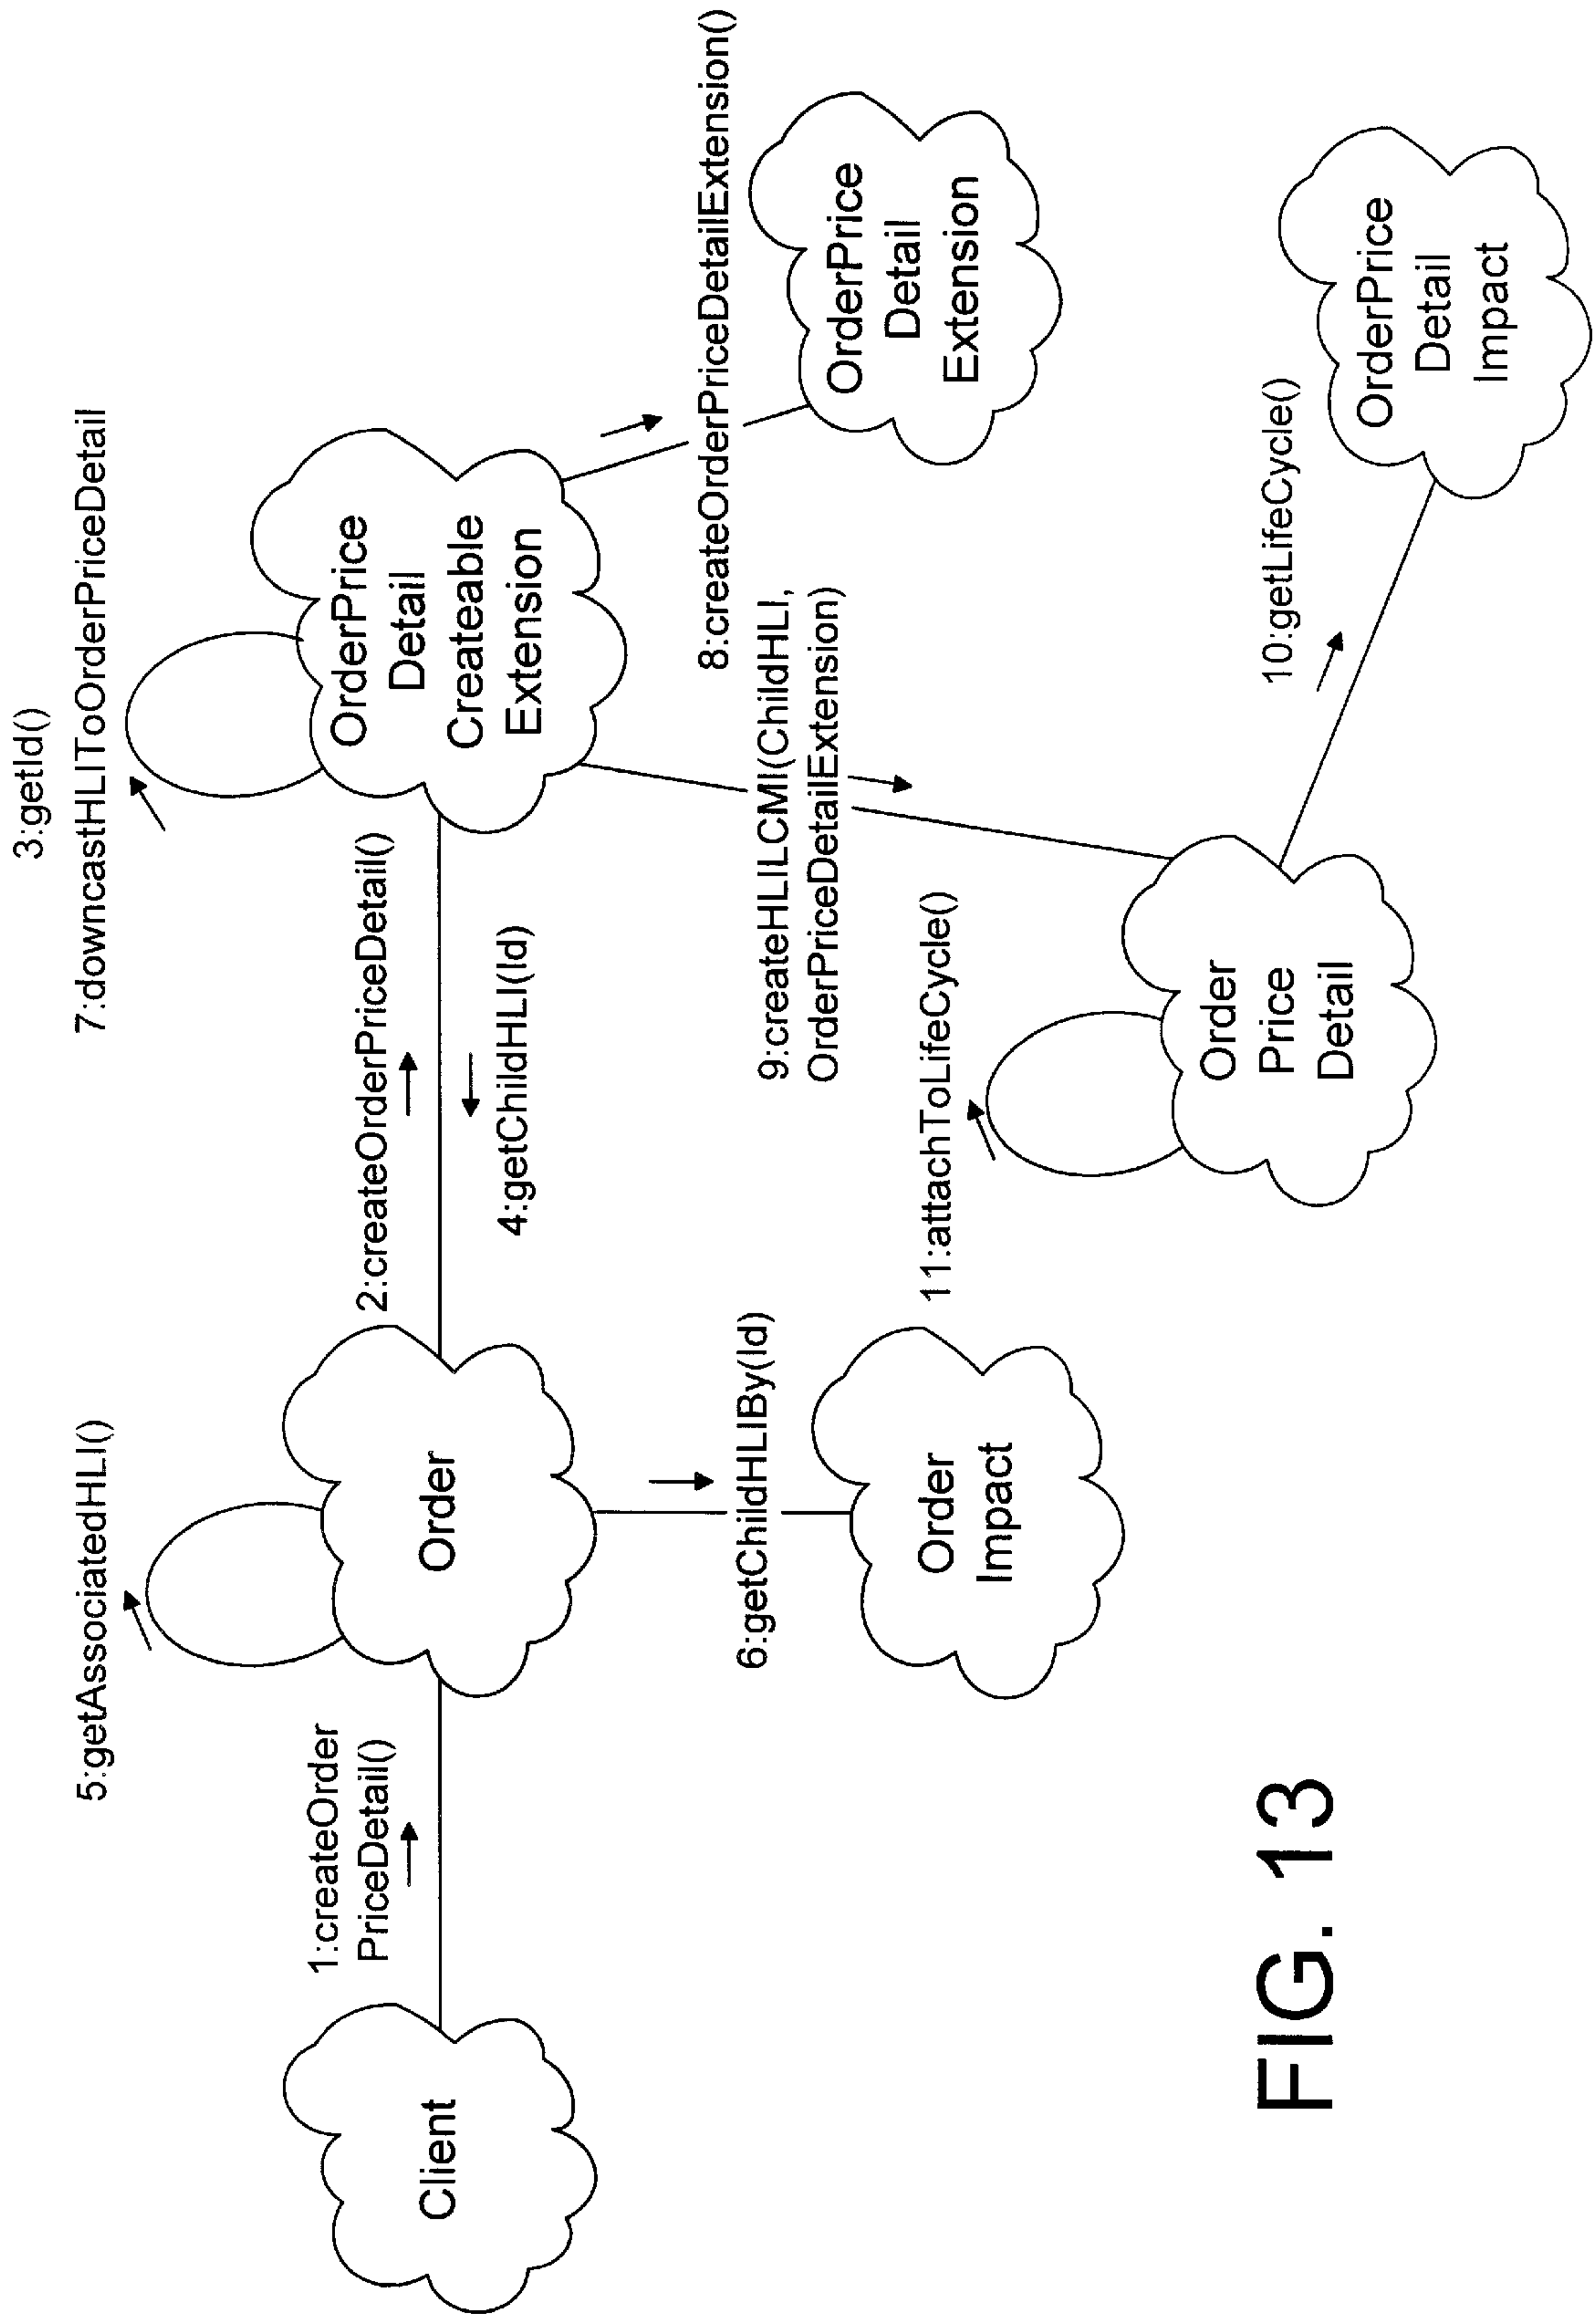 3:getId()
7:downcastHLIToOrderPriceDetail
5:getAssociatedHLI()
1:createOrder
PriceDetail()
2:createOrderPriceDetail()
4:getChildHLI(Id)
Client
Order
OrderPrice
Detail
Createable
Extension
6:getChildHLIBy(Id)
9:createHLILCMI(ChildHLI,
OrderPriceDetailExtension)
8:createOrderPriceDetailExtension()
OrderPrice
Detail
Extension
Order
Impact
11:attachToLifeCycle()
Order
Price
Detail
10:getLifeCycle()
OrderPrice
Detail
Impact
FIG. 13